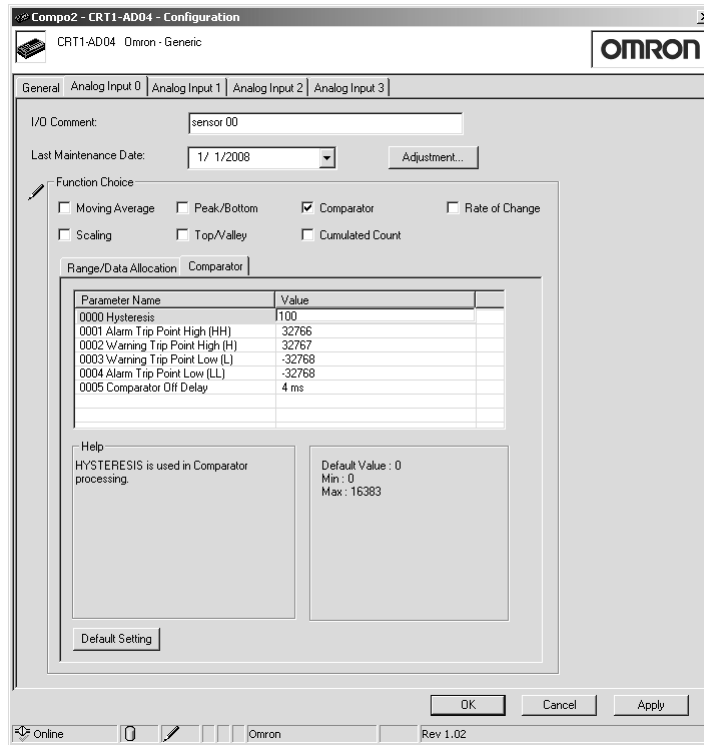 Compo2 - CRT1-AD04 - Configuration
CRT1-AD04 Omron - Generic
OMRON
General Analog Input 0 Analog Input 1 Analog Input 2 Analog Input 3
I/O Comment: sensor 00
Last Maintenance Date: 1/ 1/2008 Adjustment...
Function Choice
Moving Average Peak/Bottom Comparator Rate of Change
Scaling Top/Valley Cumulated Count
Range/Data Allocation Comparator
Parameter Name Value
0000 Hysteresis 100
0001 Alarm Trip Point High (HH) 32766
0002 Warning Trip Point High (H) 32767
0003 Warning Trip Point Low (L) -32768
0004 Alarm Trip Point Low (LL) -32768
0005 Comparator Off Delay 4 ms
Help
HYSTERESIS is used in Comparator
processing.
Default Value : 0
Min : 0
Max : 16383
Default Setting
OK Cancel Apply
Online Omron Rev 1.02